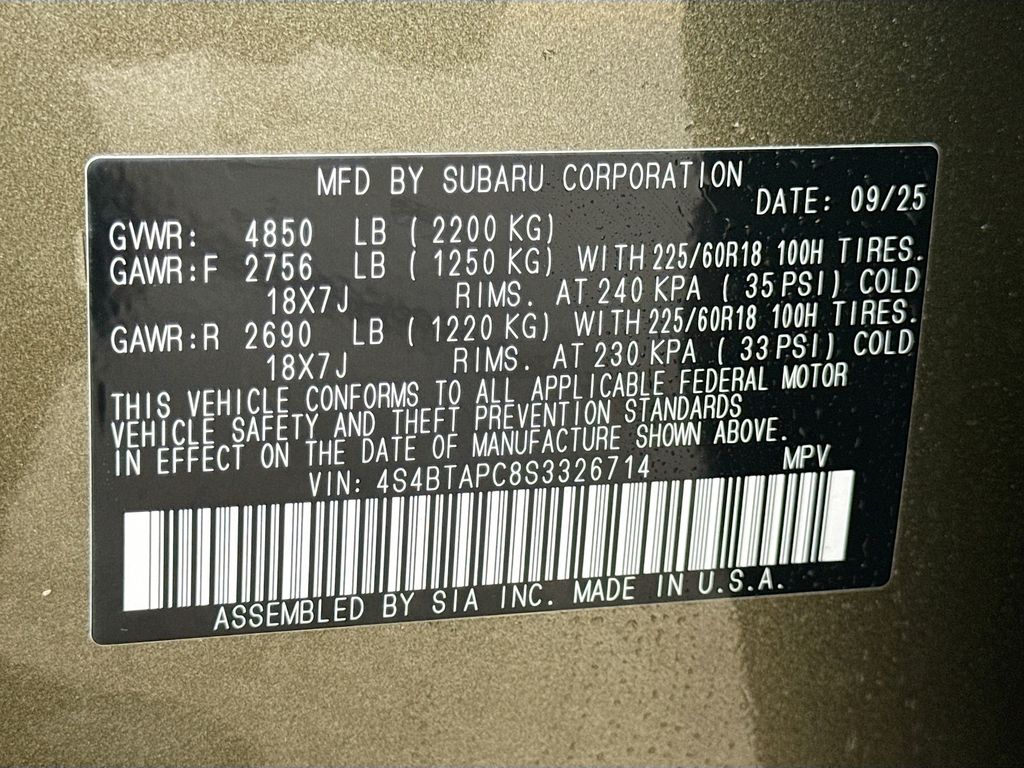 MFD BY SUBARU CORPORATION
DATE: 09/25
GVWR: 4850 LB ( 2200 KG)
GAWR:F 2756 LB ( 1250 KG) WITH 225/60R18 100H TIRES.
18X7J RIMS. AT 240 KPA ( 35 PSI) COLD
GAWR:R 2690 LB ( 1220 KG) WITH 225/60R18 100H TIRES.
18X7J RIMS. AT 230 KPA ( 33 PSI) COLD
THIS VEHICLE CONFORMS TO ALL APPLICABLE FEDERAL MOTOR
VEHICLE SAFETY AND THEFT PREVENTION STANDARDS
IN EFFECT ON THE DATE OF MANUFACTURE SHOWN ABOVE.
VIN: 4S4BTAPC8S3326714 MPV
ASSEMBLED BY SIA INC. MADE IN U.S.A.